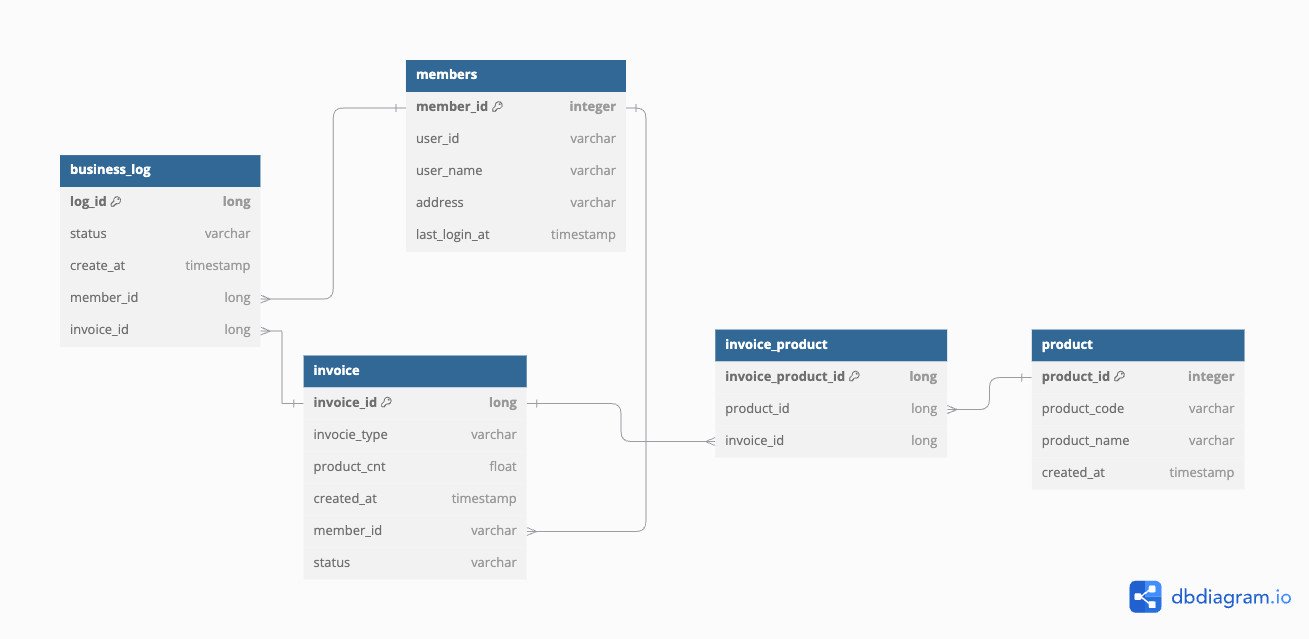 members
member_id integer
user_id varchar
user_name varchar
address varchar
last_login_at timestamp
business_log
log_id long
status varchar
create_at timestamp
member_id long
invoice_id long
invoice
invoice_id long
invocie_type varchar
product_cnt float
created_at timestamp
member_id varchar
status varchar
invoice_product
invoice_product_id long
product_id long
invoice_id long
product
product_id integer
product_code varchar
product_name varchar
created_at timestamp
dbdiagram.io